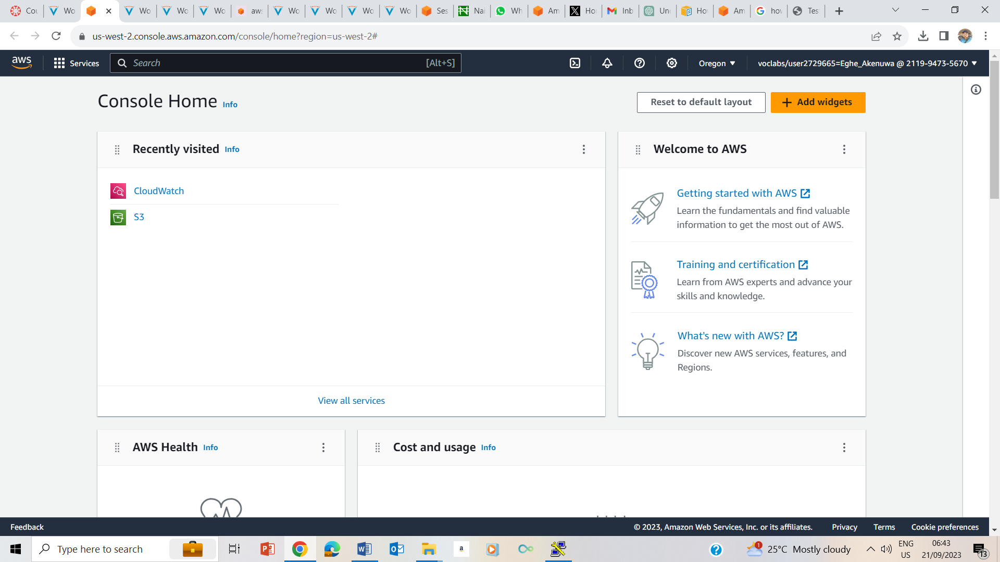 Cou
Wo
Wo
Wo
Wo
aws
Wo
Wo
Wo
Wo
Ses
Nai
Wh
Am
Ho
Inb
Un
Ho
Am
how
Tes
us-west-2.console.aws.amazon.com/console/home?region=us-west-2#
aws
Services
Search
[Alt+S]
Oregon
voclabs/user2729665=Eghe_Akenuwa @ 2119-9473-5670
Console Home Info
Reset to default layout
Add widgets
Recently visited Info
CloudWatch
S3
View all services
Welcome to AWS
Getting started with AWS
Learn the fundamentals and find valuable
information to get the most out of AWS.
Training and certification
Learn from AWS experts and advance your
skills and knowledge.
What's new with AWS?
Discover new AWS services, features, and
Regions.
AWS Health Info
Cost and usage Info
Feedback
© 2023, Amazon Web Services, Inc. or its affiliates.
Privacy
Terms
Cookie preferences
Type here to search
a
1
25°C Mostly cloudy
ENG
US
06:43
21/09/2023
13